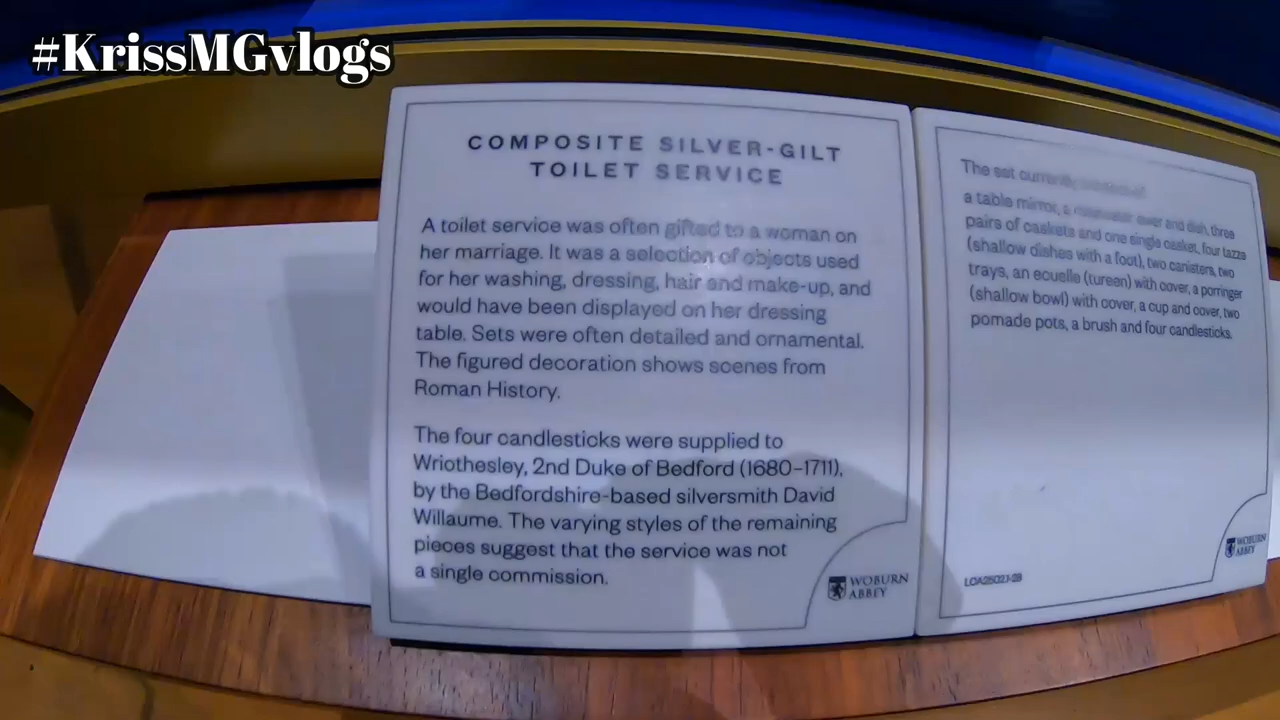 #KrissMGvlogs
COMPOSITE SILVER-GILT
TOILET SERVICE
A toilet service was often gifted to a woman on
her marriage. It was a selection of objects used
for her washing, dressing, hair and make-up, and
would have been displayed on her dressing
table. Sets were often detailed and ornamental.
The figured decoration shows scenes from
Roman History.
The four candlesticks were supplied to
Wriothesley, 2nd Duke of Bedford (1680–1711),
by the Bedfordshire-based silversmith David
Willaume. The varying styles of the remaining
pieces suggest that the service was not
a single commission.
WOBURN
ABBEY
The set currently
a table mirror, a ewer and dish, three
pairs of caskets and one single casket, four tazza
(shallow dishes with a foot), two canisters, two
trays, an ecuelle (tureen) with cover, a porringer
(shallow bowl) with cover, a cup and cover, two
pomade pots, a brush and four candlesticks.
WOBURN
ABBEY